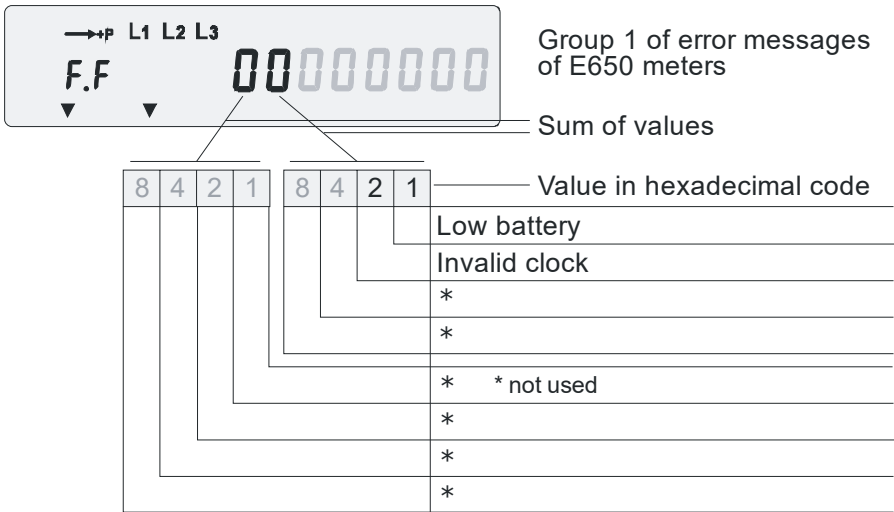 +P L1 L2 L3
F.F 00000000
Group 1 of error messages
of E650 meters
Sum of values
8 4 2 1 8 4 2 1
Value in hexadecimal code
Low battery
Invalid clock
*
*
* * not used
*
*
*